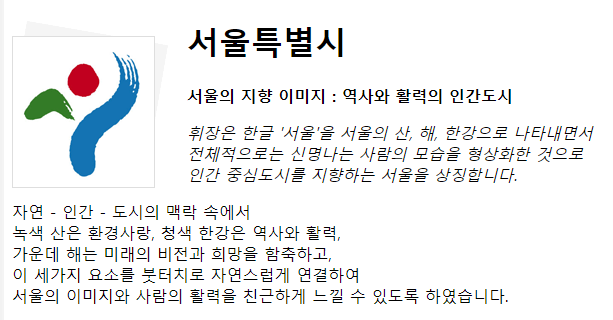 서울특별시
서울의 지향 이미지 : 역사와 활력의 인간도시
휘장은 한글 '서울'을 서울의 산, 해, 한강으로 나타내면서
전체적으로는 신명나는 사람의 모습을 형상화한 것으로
인간 중심도시를 지향하는 서울을 상징합니다.
자연 - 인간 - 도시의 맥락 속에서
녹색 산은 환경사랑, 청색 한강은 역사와 활력,
가운데 해는 미래의 비전과 희망을 함축하고,
이 세가지 요소를 붓터치로 자연스럽게 연결하여
서울의 이미지와 사람의 활력을 친근하게 느낄 수 있도록 하였습니다.